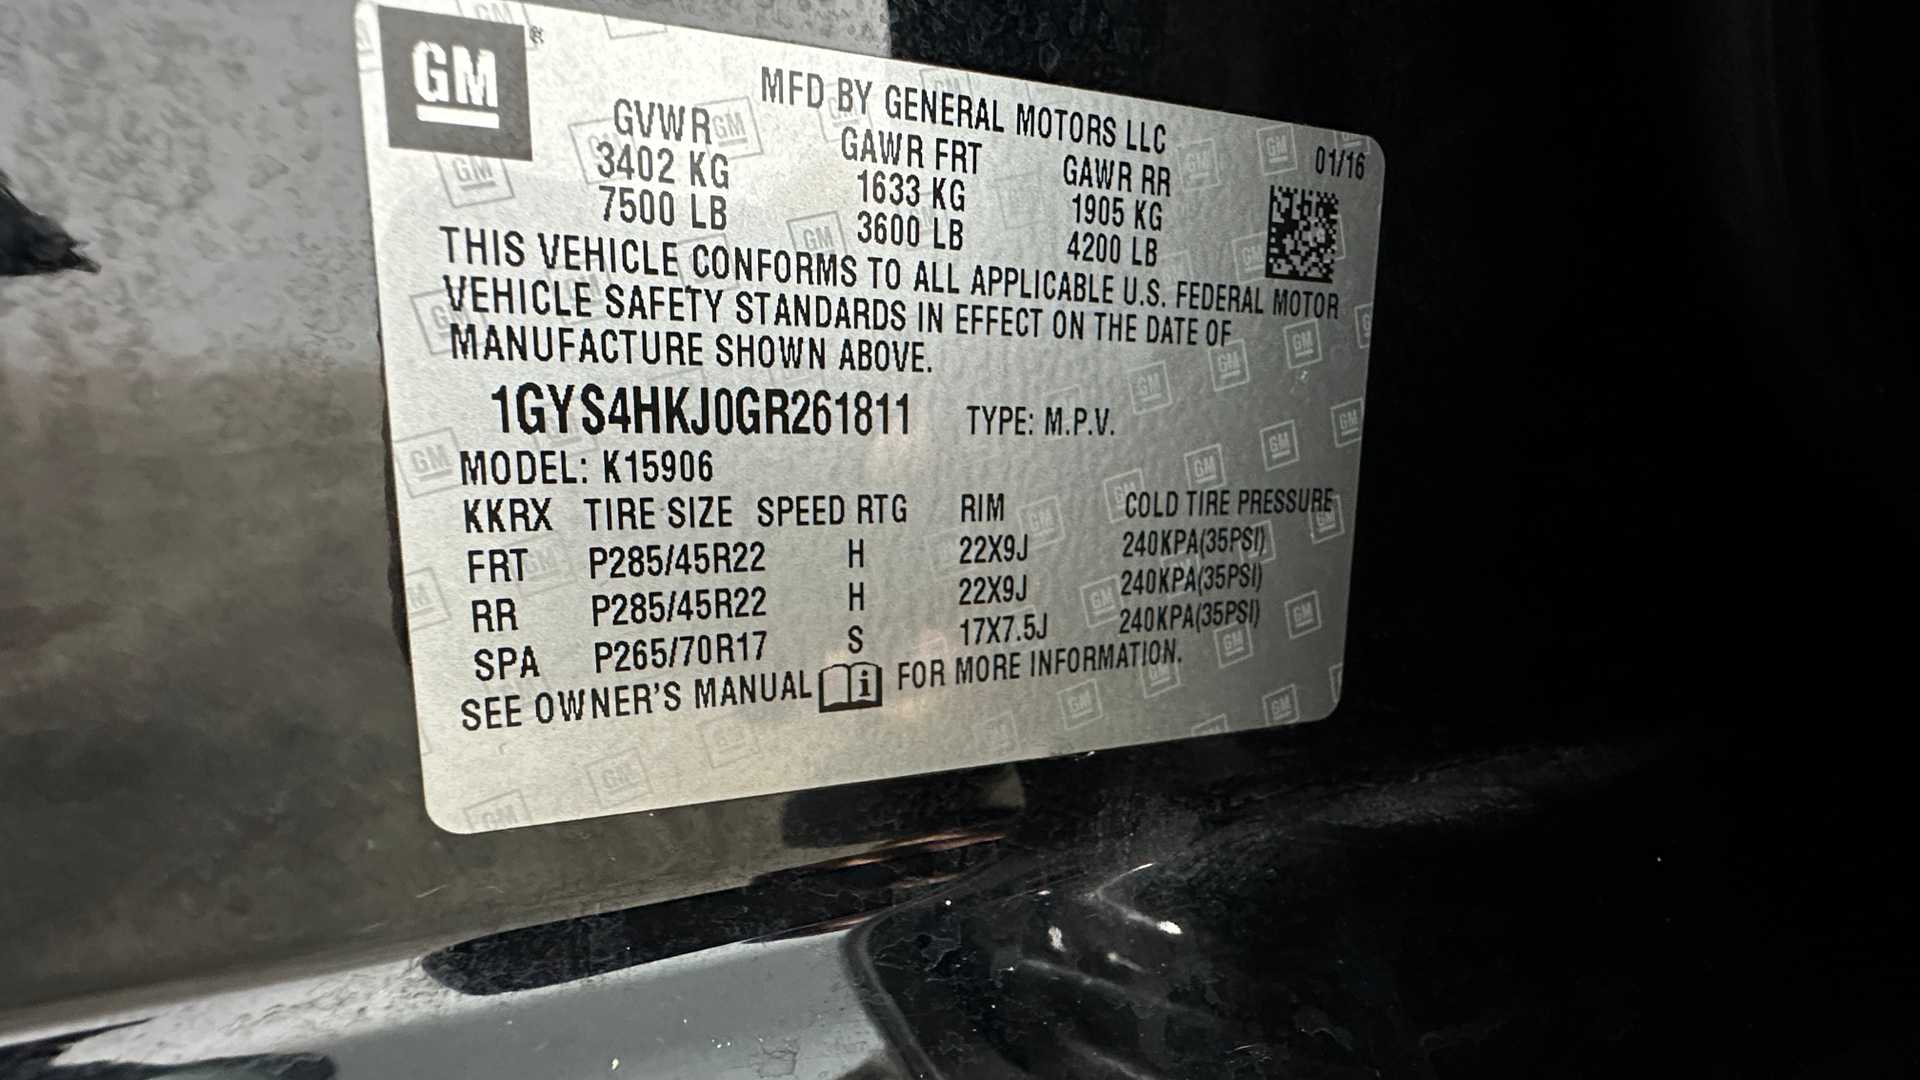 GM
MFD BY GENERAL MOTORS LLC
GVWR GAWR FRT GAWR RR 01/16
3402 KG 1633 KG 1905 KG
7500 LB 3600 LB 4200 LB
THIS VEHICLE CONFORMS TO ALL APPLICABLE U.S. FEDERAL MOTOR
VEHICLE SAFETY STANDARDS IN EFFECT ON THE DATE OF
MANUFACTURE SHOWN ABOVE.
1GYS4HKJ0GR261811 TYPE: M.P.V.
MODEL: K15906
KKRX TIRE SIZE SPEED RTG RIM COLD TIRE PRESSURE
FRT P285/45R22 H 22X9J 240KPA(35PSI)
RR P285/45R22 H 22X9J 240KPA(35PSI)
SPA P265/70R17 S 17X7.5J 240KPA(35PSI)
SEE OWNER'S MANUAL i FOR MORE INFORMATION.